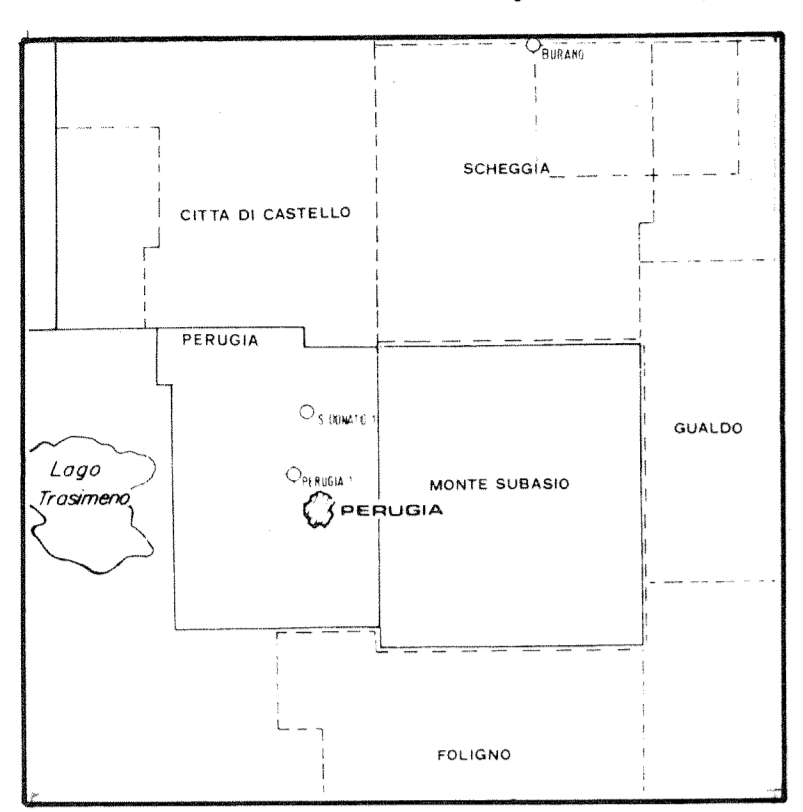 BURANO
SCHEGGIA
CITTA DI CASTELLO
PERUGIA
S. DONATO 1
GUALDO
Lago
Trasimeno
PERUGIA 1
MONTE SUBASIO
PERUGIA
FOLIGNO